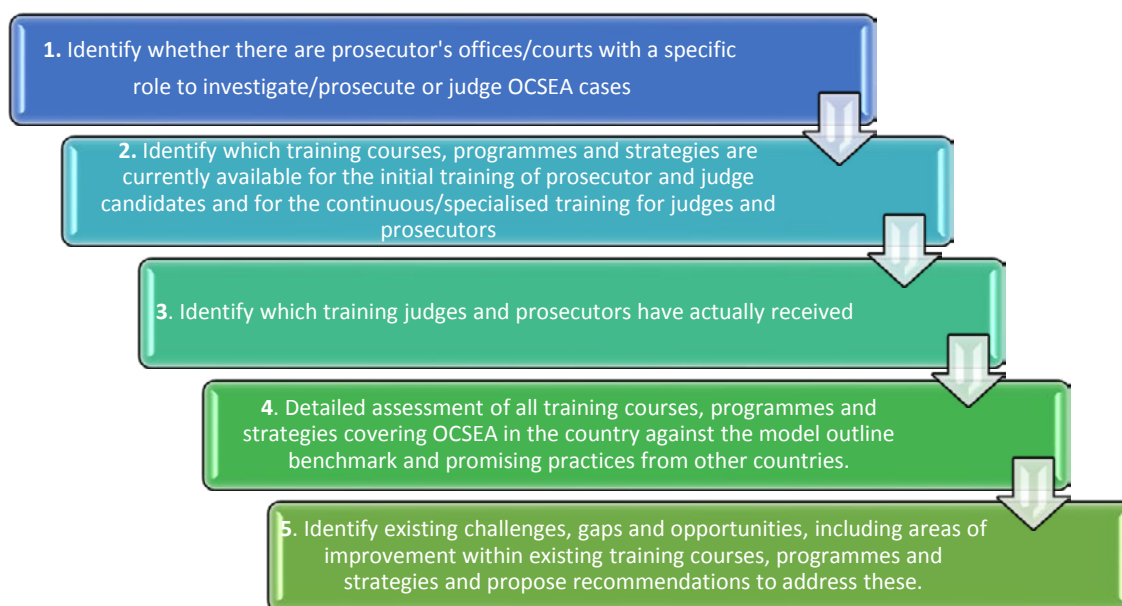 1. Identify whether there are prosecutor's offices/courts with a specific
role to investigate/prosecute or judge OCSEA cases
2. Identify which training courses, programmes and strategies are
currently available for the initial training of prosecutor and judge
candidates and for the continuous/specialised training for judges and
prosecutors
3. Identify which training judges and prosecutors have actually received
4. Detailed assessment of all training courses, programmes and
strategies covering OCSEA in the country against the model outline
benchmark and promising practices from other countries.
5. Identify existing challenges, gaps and opportunities, including areas of
improvement within existing training courses, programmes and
strategies and propose recommendations to address these.